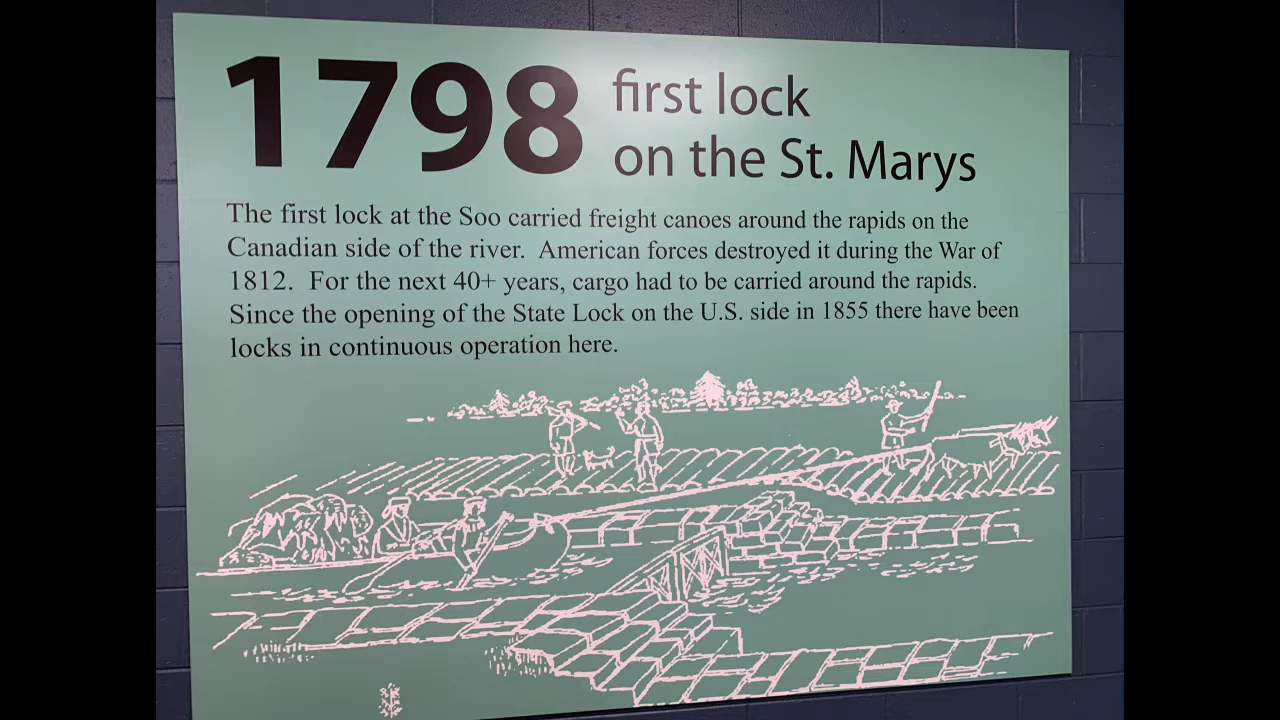 1798 first lock
on the St. Marys
The first lock at the Soo carried freight canoes around the rapids on the
Canadian side of the river.  American forces destroyed it during the War of
1812.  For the next 40+ years, cargo had to be carried around the rapids.
Since the opening of the State Lock on the U.S. side in 1855 there have been
locks in continuous operation here.